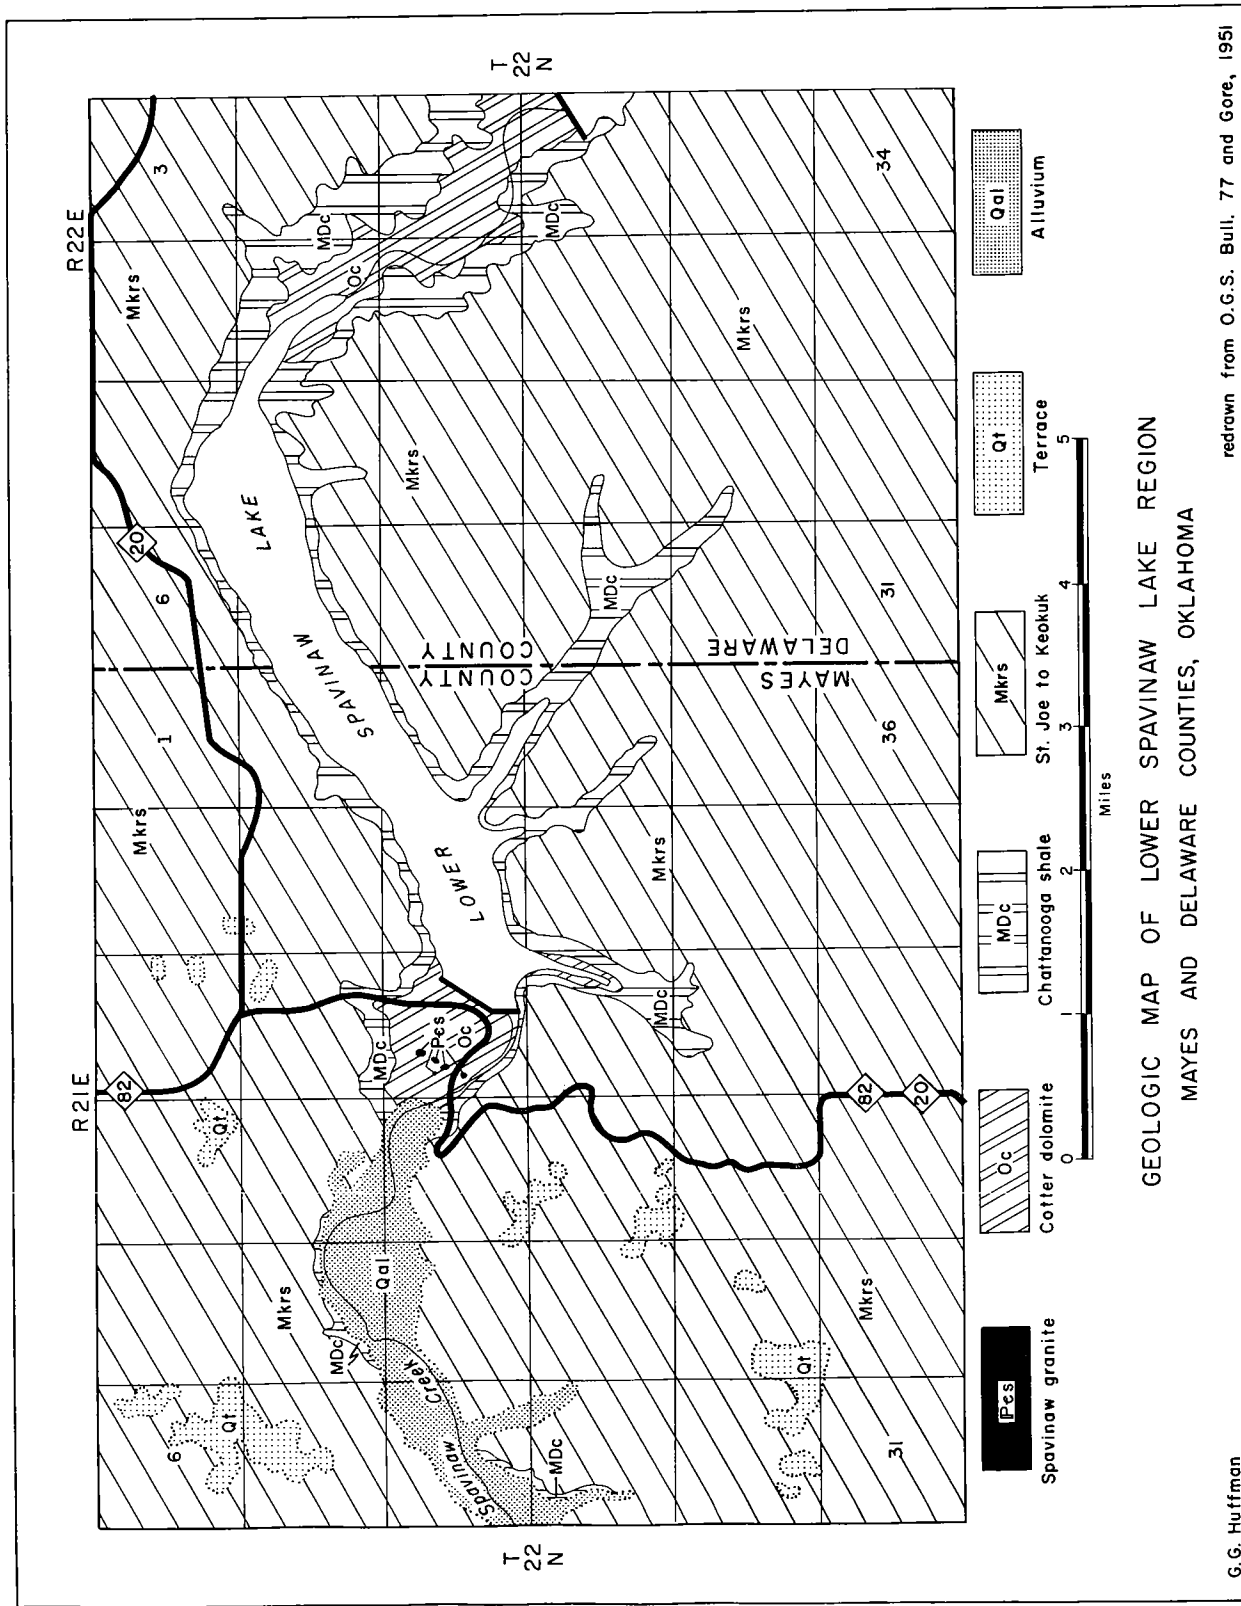 R21E
R22E
82
20
3
6
1
6
Mkrs
Mkrs
Mkrs
Qt
Qt
MDc
MDc
MDc
Oc
Pєs
Oc
Qal
Mkrs
Mkrs
LOWER SPAVINAW LAKE
Spavinaw Creek
T
22
N
T
22
N
COUNTY
COUNTY
MAYES
DELAWARE
MDc
MDc
MDc
MDc
Mkrs
Mkrs
Mkrs
Qt
82
20
31
36
31
34
Pєs
Spavinaw granite
Oc
Cotter dolomite
MDc
Chattanooga shale
Mkrs
St. Joe to Keokuk
Qt
Terrace
Qal
Alluvium
0 1 2 3 4 5
Miles
GEOLOGIC MAP OF LOWER SPAVINAW LAKE REGION
MAYES AND DELAWARE COUNTIES, OKLAHOMA
G.G. Huffman
redrawn from O.G.S. Bull. 77 and Gore, 1951